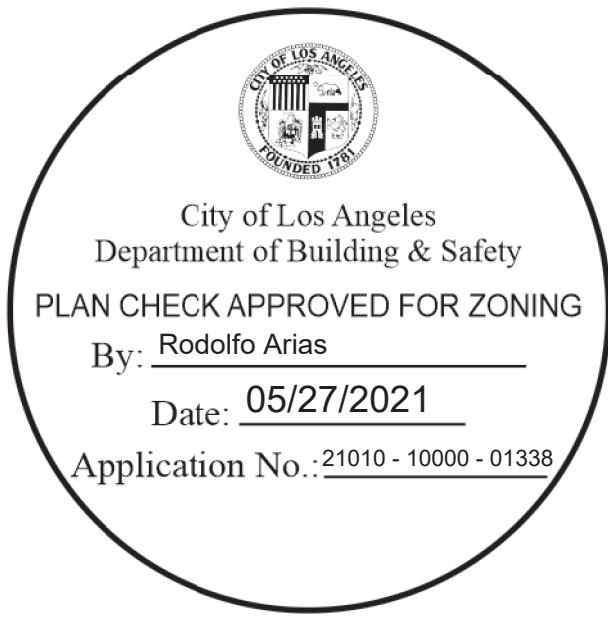 CITY OF LOS ANGELES
FOUNDED 1781
City of Los Angeles
Department of Building & Safety
PLAN CHECK APPROVED FOR ZONING
By: Rodolfo Arias
Date: 05/27/2021
Application No.: 21010 - 10000 - 01338